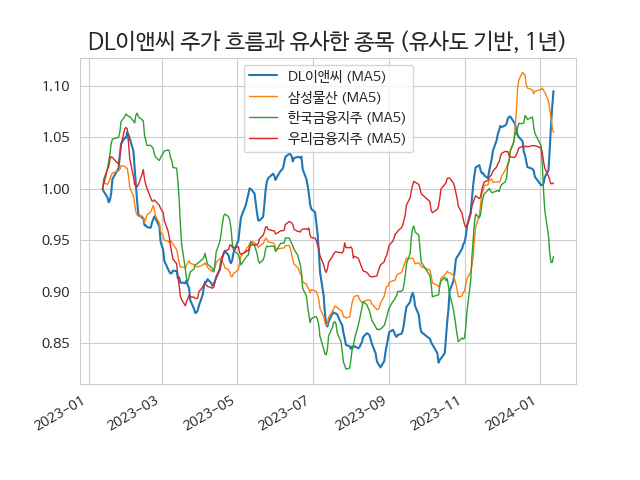 DL이앤씨 주가 흐름과 유사한 종목 (유사도 기반, 1년)
DL이앤씨 (MA5)
삼성물산 (MA5)
한국금융지주 (MA5)
우리금융지주 (MA5)
1.10
1.05
1.00
0.95
0.90
0.85
2023-01
2023-03
2023-05
2023-07
2023-09
2023-11
2024-01